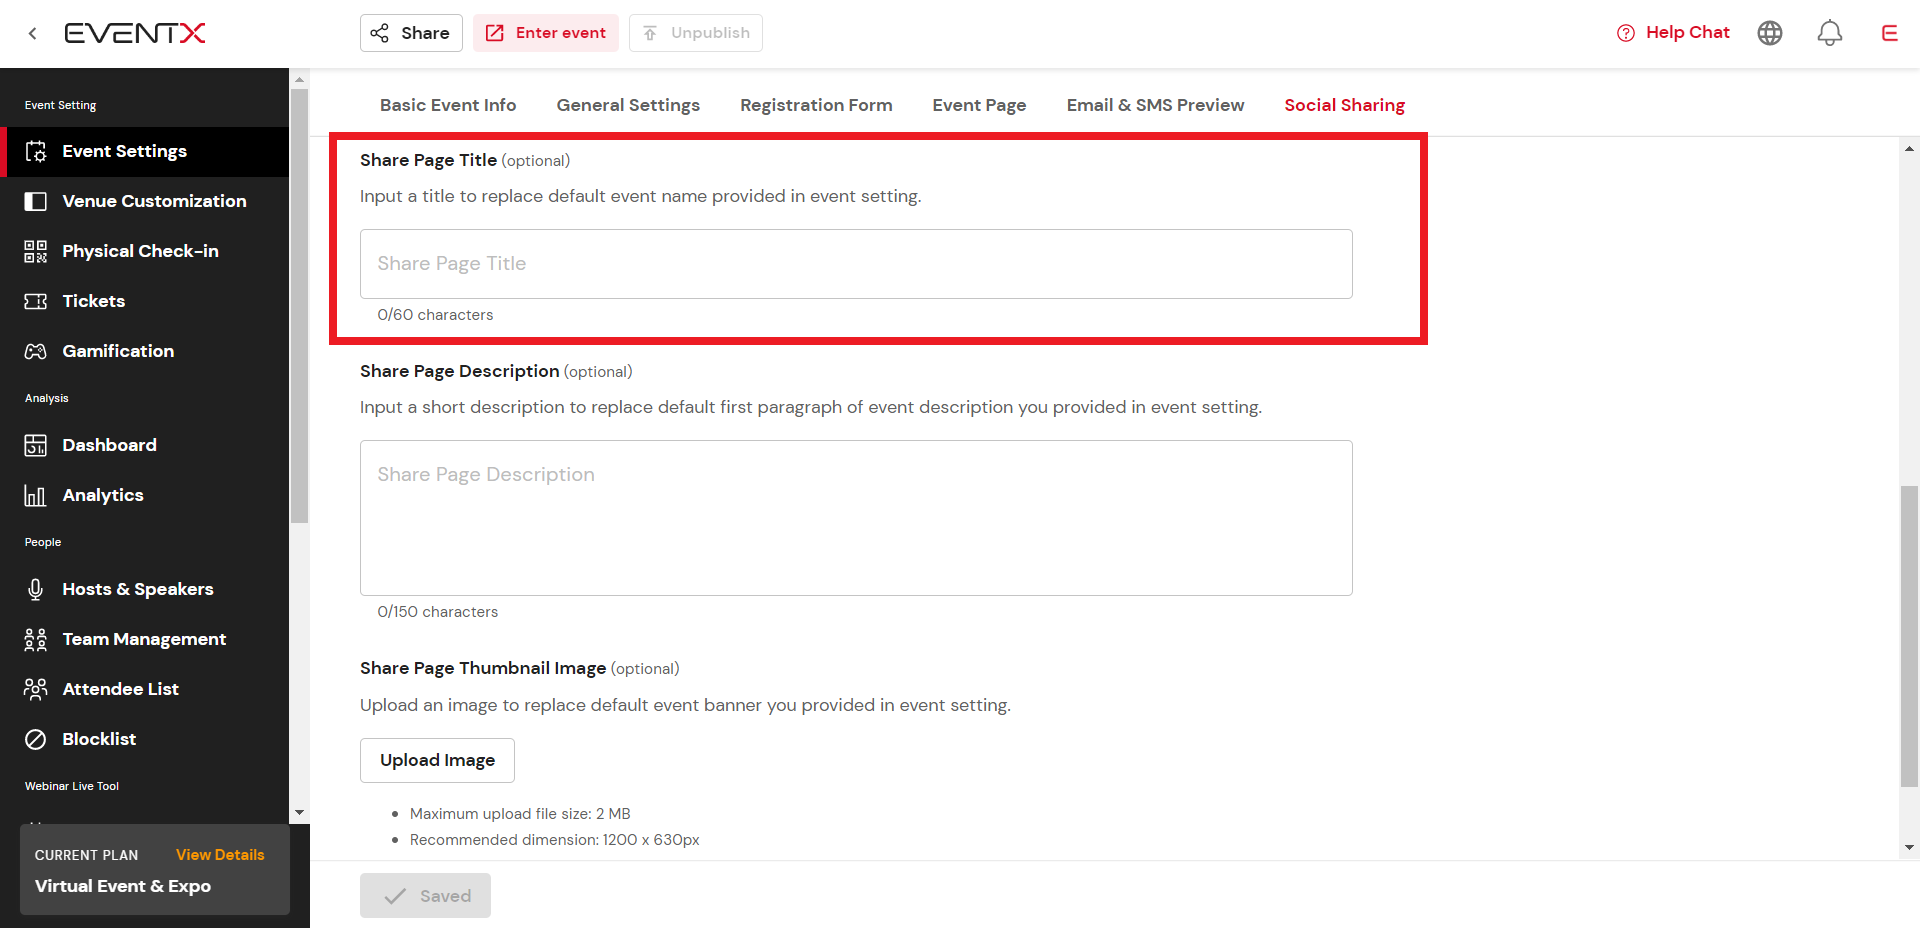 EVENTX
Share
Enter event
Unpublish
Help Chat
E
Event Setting
Event Settings
Venue Customization
Physical Check-in
Tickets
Gamification
Analysis
Dashboard
Analytics
People
Hosts & Speakers
Team Management
Attendee List
Blocklist
Webinar Live Tool
CURRENT PLAN View Details
Virtual Event & Expo
Basic Event Info
General Settings
Registration Form
Event Page
Email & SMS Preview
Social Sharing
Share Page Title (optional)
Input a title to replace default event name provided in event setting.
Share Page Title
0/60 characters
Share Page Description (optional)
Input a short description to replace default first paragraph of event description you provided in event setting.
Share Page Description
0/150 characters
Share Page Thumbnail Image (optional)
Upload an image to replace default event banner you provided in event setting.
Upload Image
• Maximum upload file size: 2 MB
• Recommended dimension: 1200 x 630px
Saved